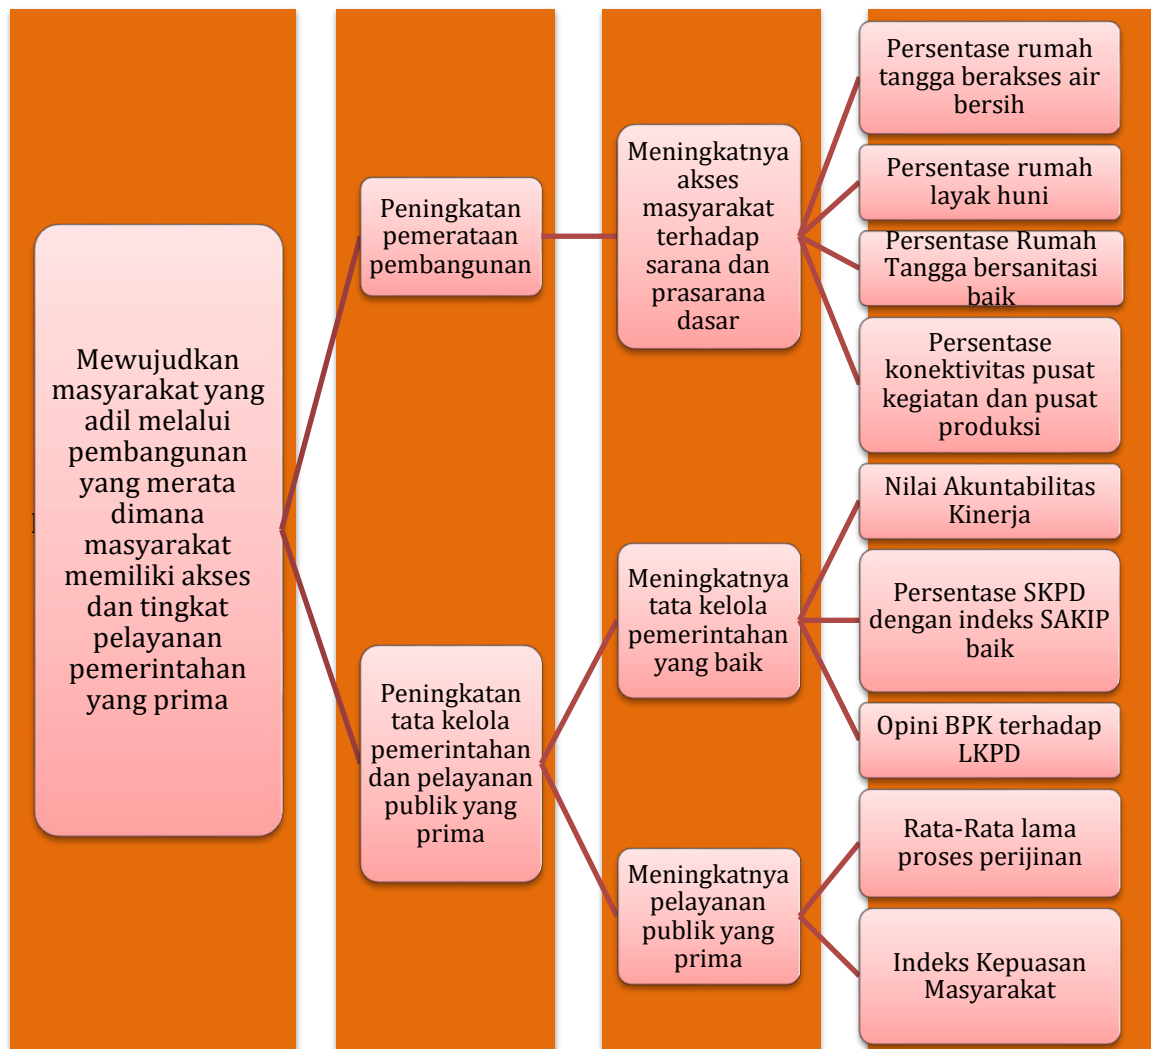 Mewujudkan
masyarakat yang
adil melalui
pembangunan
yang merata
dimana
masyarakat
memiliki akses
dan tingkat
pelayanan
pemerintahan
yang prima
Peningkatan
pemerataan
pembangunan
Peningkatan
tata kelola
pemerintahan
dan pelayanan
publik yang
prima
Meningkatnya
akses
masyarakat
terhadap
sarana dan
prasarana
dasar
Meningkatnya
tata kelola
pemerintahan
yang baik
Meningkatnya
pelayanan
publik yang
prima
Persentase rumah
tangga berakses air
bersih
Persentase rumah
layak huni
Persentase Rumah
Tangga bersanitasi
baik
Persentase
konektivitas pusat
kegiatan dan pusat
produksi
Nilai Akuntabilitas
Kinerja
Persentase SKPD
dengan indeks SAKIP
baik
Opini BPK terhadap
LKPD
Rata-Rata lama
proses perijinan
Indeks Kepuasan
Masyarakat